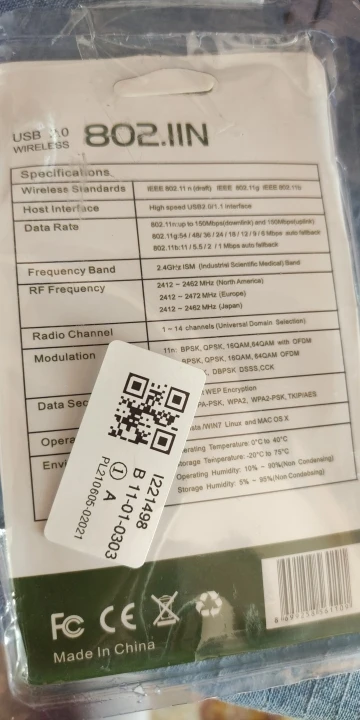 USB 2.0
WIRELESS
802.11N
Specifications
Wireless Standards IEEE 802.11 n (draft) IEEE 802.11g IEEE 802.11b
Host Interface High speed USB2.0/1.1 interface
Data Rate 802.11n:up to 150Mbps(downlink) and 150Mbps(uplink)
802.11g:54 / 48/ 36 / 24 / 18 / 12 / 9 / 6 Mbps auto fallback
802.11b:11 / 5.5 / 2 / 1 Mbps auto fallback
Frequency Band 2.4GHz ISM (Industrial Scientific Medical) Band
RF Frequency 2412 ~ 2462 MHz (North America)
2412 ~ 2472 MHz (Europe)
2412 ~ 2462 MHz (Japan)
Radio Channel 1 ~ 14 channels (Universal Domain Selection)
Modulation 11n: BPSK, QPSK, 16QAM,64QAM with OFDM
BPSK, QPSK, 16QAM,64QAM OFDM
DBPSK DSSS,CCK
Data WEP Encryption
WPA2, WPA2-PSK, TKIP/AES
/WIN7 Linux and MAC OS X
Operating Temperature: 0°C to 40°C
Storage Temperature: -20°C to 75°C
Operating Humidity: 10% ~ 90%(Non Condensing)
Storage Humidity: 5% ~ 95%(Non Condensing)
I221498
B 11-01-0303
1 A
PL210605-02021
FC CE
Made In China